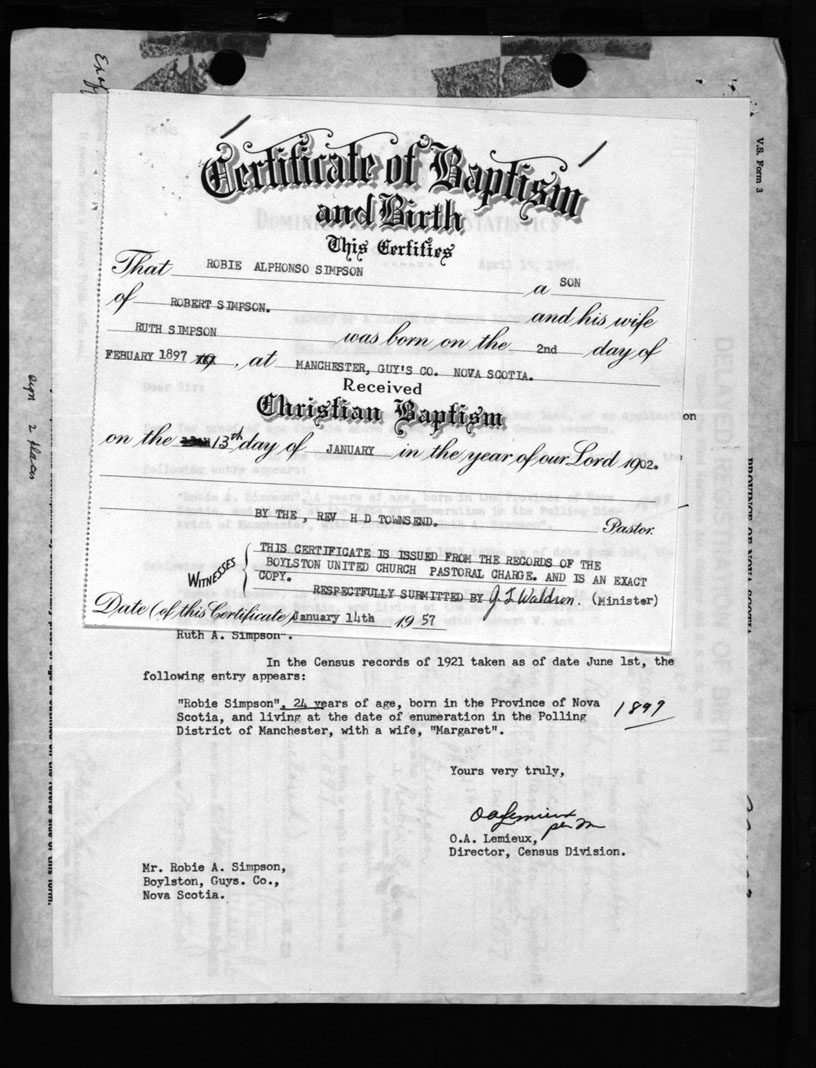 V.S. Form 3
Certificate of Baptism
and Birth
This Certifies
That ROBIE ALPHONSO SIMPSON a SON
of ROBERT SIMPSON. and his wife
RUTH SIMPSON was born on the 2nd day of
FEBUARY 1897 , at MANCHESTER, GUY'S CO. NOVA SCOTIA.
Received
Christian Baptism
on
on the 13th day of JANUARY in the year of our Lord 1902.
BY THE , REV H D TOWNSEND. Pastor.
WITNESSES
THIS CERTIFICATE IS ISSUED FROM THE RECORDS OF THE
BOYLSTON UNITED CHURCH PASTORAL CHARGE. AND IS AN EXACT
COPY.
RESPECTFULLY SUBMITTED BY J L Waldron. (Minister)
Date (of this Certificate) January 14th 1957
Ruth A. Simpson".
In the Census records of 1921 taken as of date June 1st, the
following entry appears:
"Robie Simpson", 24 years of age, born in the Province of Nova
Scotia, and living at the date of enumeration in the Polling
District of Manchester, with a wife, "Margaret".
1897
Yours very truly,
OALemieux
per M
O.A. Lemieux,
Director, Census Division.
Mr. Robie A. Simpson,
Boylston, Guys. Co.,
Nova Scotia.